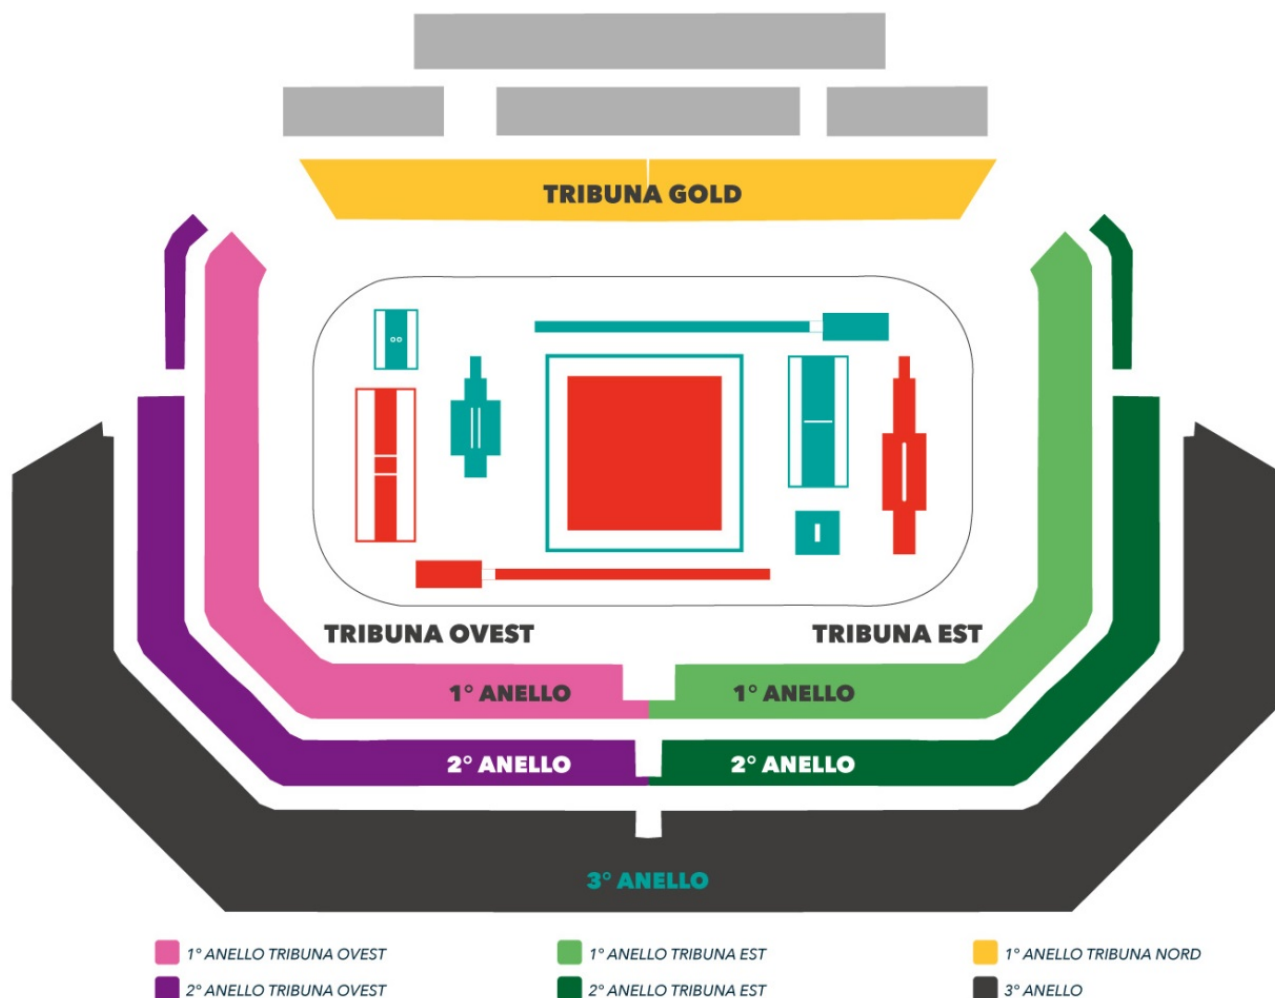 TRIBUNA GOLD
TRIBUNA OVEST
TRIBUNA EST
1° ANELLO
1° ANELLO
2° ANELLO
2° ANELLO
3° ANELLO
1° ANELLO TRIBUNA OVEST
1° ANELLO TRIBUNA EST
1° ANELLO TRIBUNA NORD
2° ANELLO TRIBUNA OVEST
2° ANELLO TRIBUNA EST
3° ANELLO